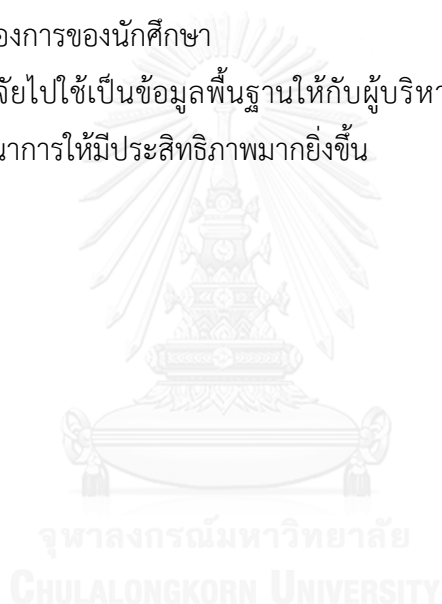 องการของนักศึกษา
จัยไปใช้เป็นข้อมูลพื้นฐานให้กับผู้บริหา
นาการให้มีประสิทธิภาพมากยิ่งขึ้น
จุฬาลงกรณ์มหาวิทยาลัย
CHULALONGKORN UNIVERSITY